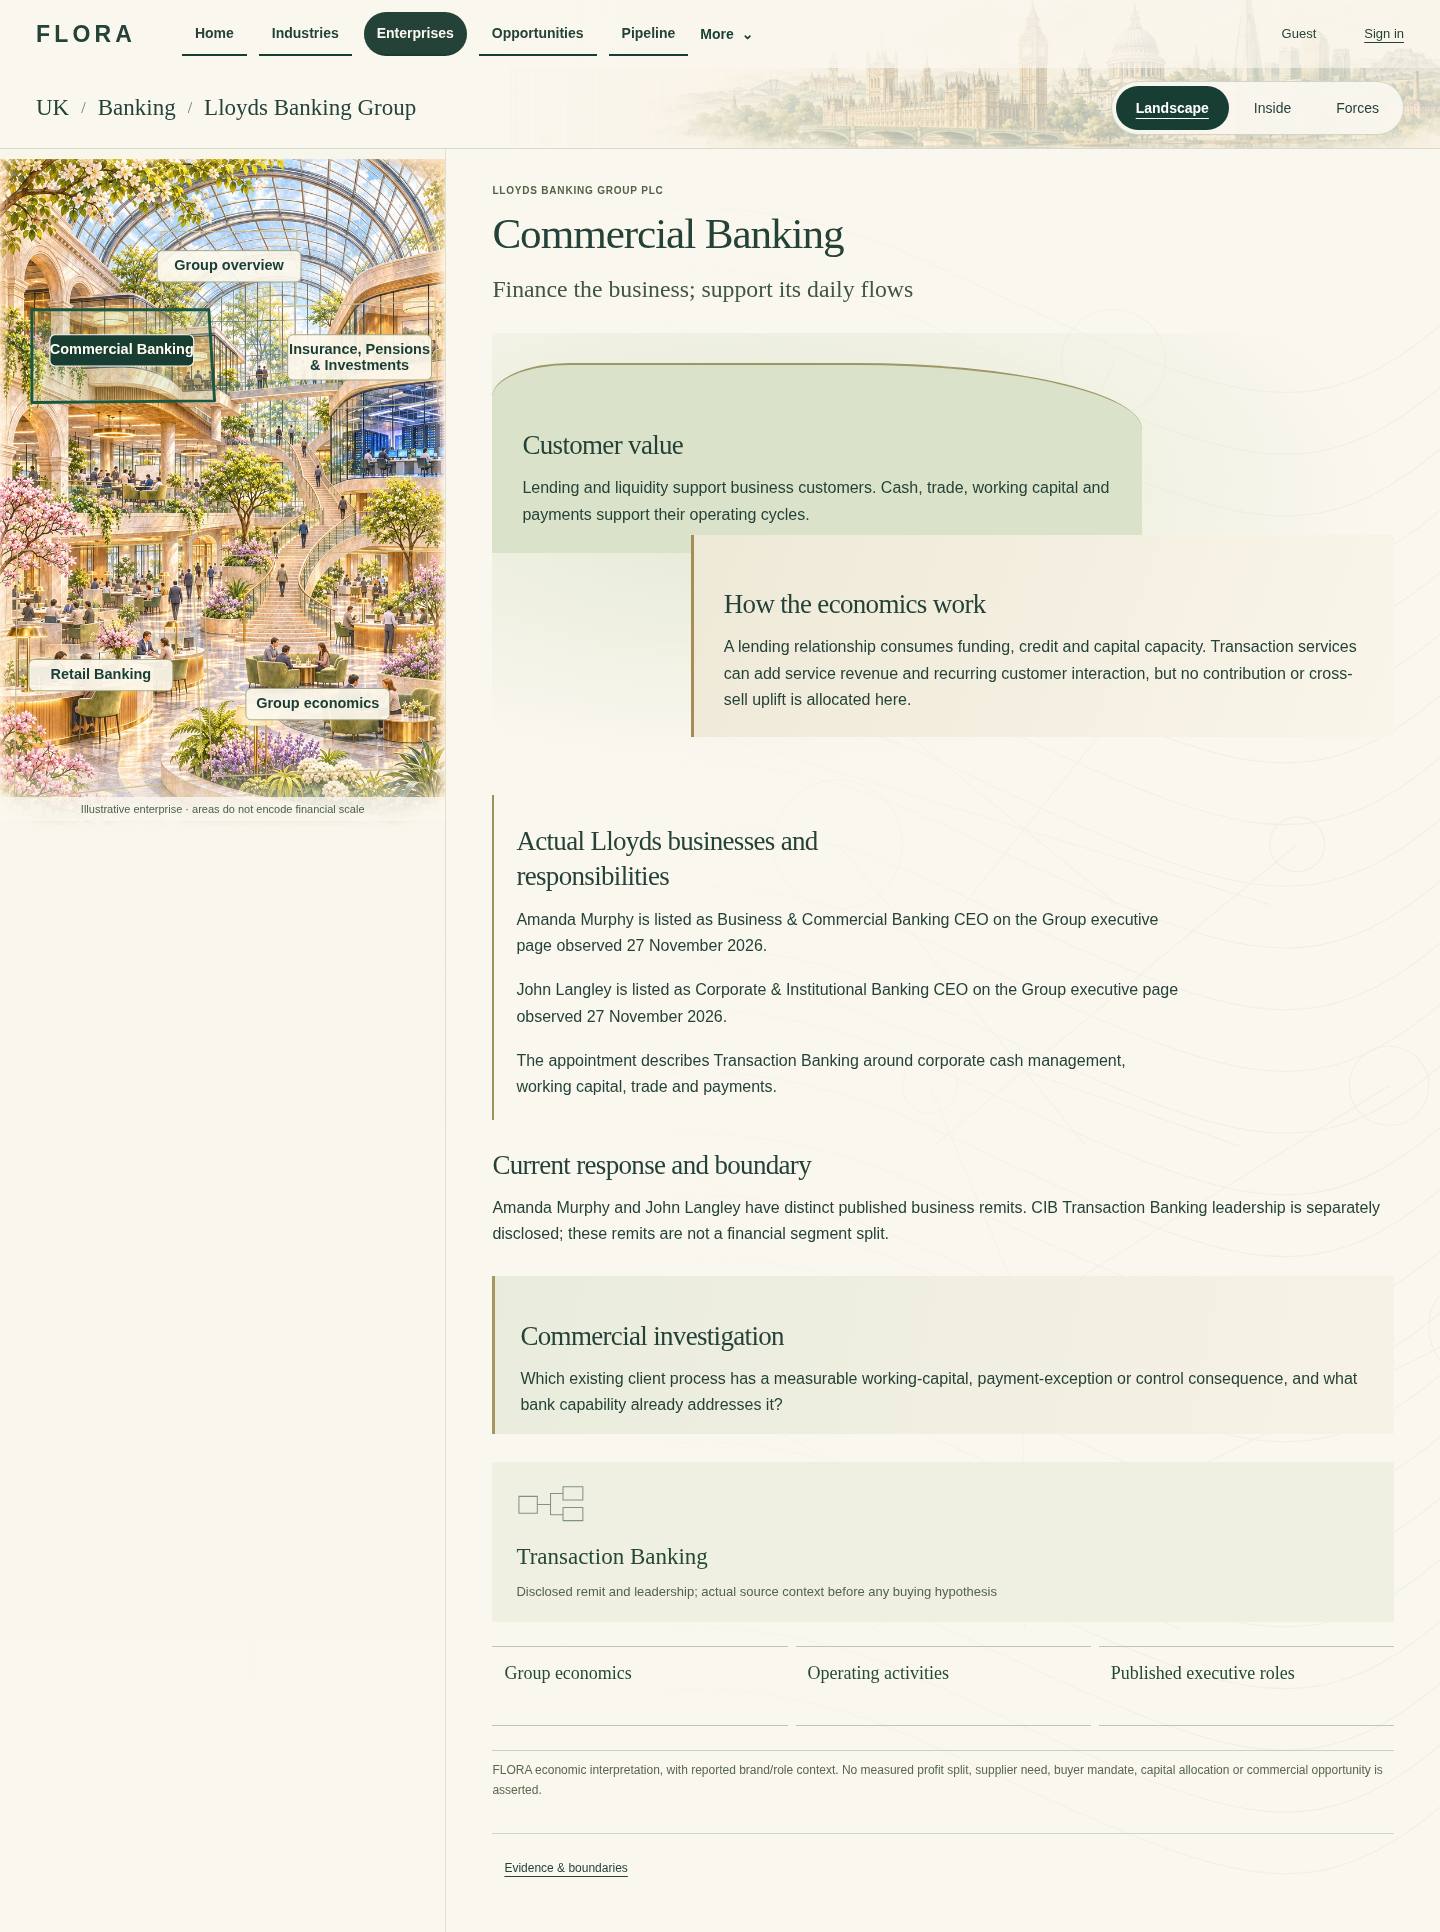 FLORA
Home
Industries
Enterprises
Opportunities
Pipeline
More
Guest
Sign in
UK / Banking / Lloyds Banking Group
Landscape
Inside
Forces
Group overview
Commercial Banking
Insurance, Pensions
& Investments
Retail Banking
Group economics
Illustrative enterprise · areas do not encode financial scale
LLOYDS BANKING GROUP PLC
Commercial Banking
Finance the business; support its daily flows
Customer value
Lending and liquidity support business customers. Cash, trade, working capital and
payments support their operating cycles.
How the economics work
A lending relationship consumes funding, credit and capital capacity. Transaction services
can add service revenue and recurring customer interaction, but no contribution or cross-
sell uplift is allocated here.
Actual Lloyds businesses and
responsibilities
Amanda Murphy is listed as Business & Commercial Banking CEO on the Group executive
page observed 27 November 2026.
John Langley is listed as Corporate & Institutional Banking CEO on the Group executive page
observed 27 November 2026.
The appointment describes Transaction Banking around corporate cash management,
working capital, trade and payments.
Current response and boundary
Amanda Murphy and John Langley have distinct published business remits. CIB Transaction Banking leadership is separately
disclosed; these remits are not a financial segment split.
Commercial investigation
Which existing client process has a measurable working-capital, payment-exception or control consequence, and what
bank capability already addresses it?
Transaction Banking
Disclosed remit and leadership; actual source context before any buying hypothesis
Group economics
Operating activities
Published executive roles
FLORA economic interpretation, with reported brand/role context. No measured profit split, supplier need, buyer mandate, capital allocation or commercial opportunity is
asserted.
Evidence & boundaries